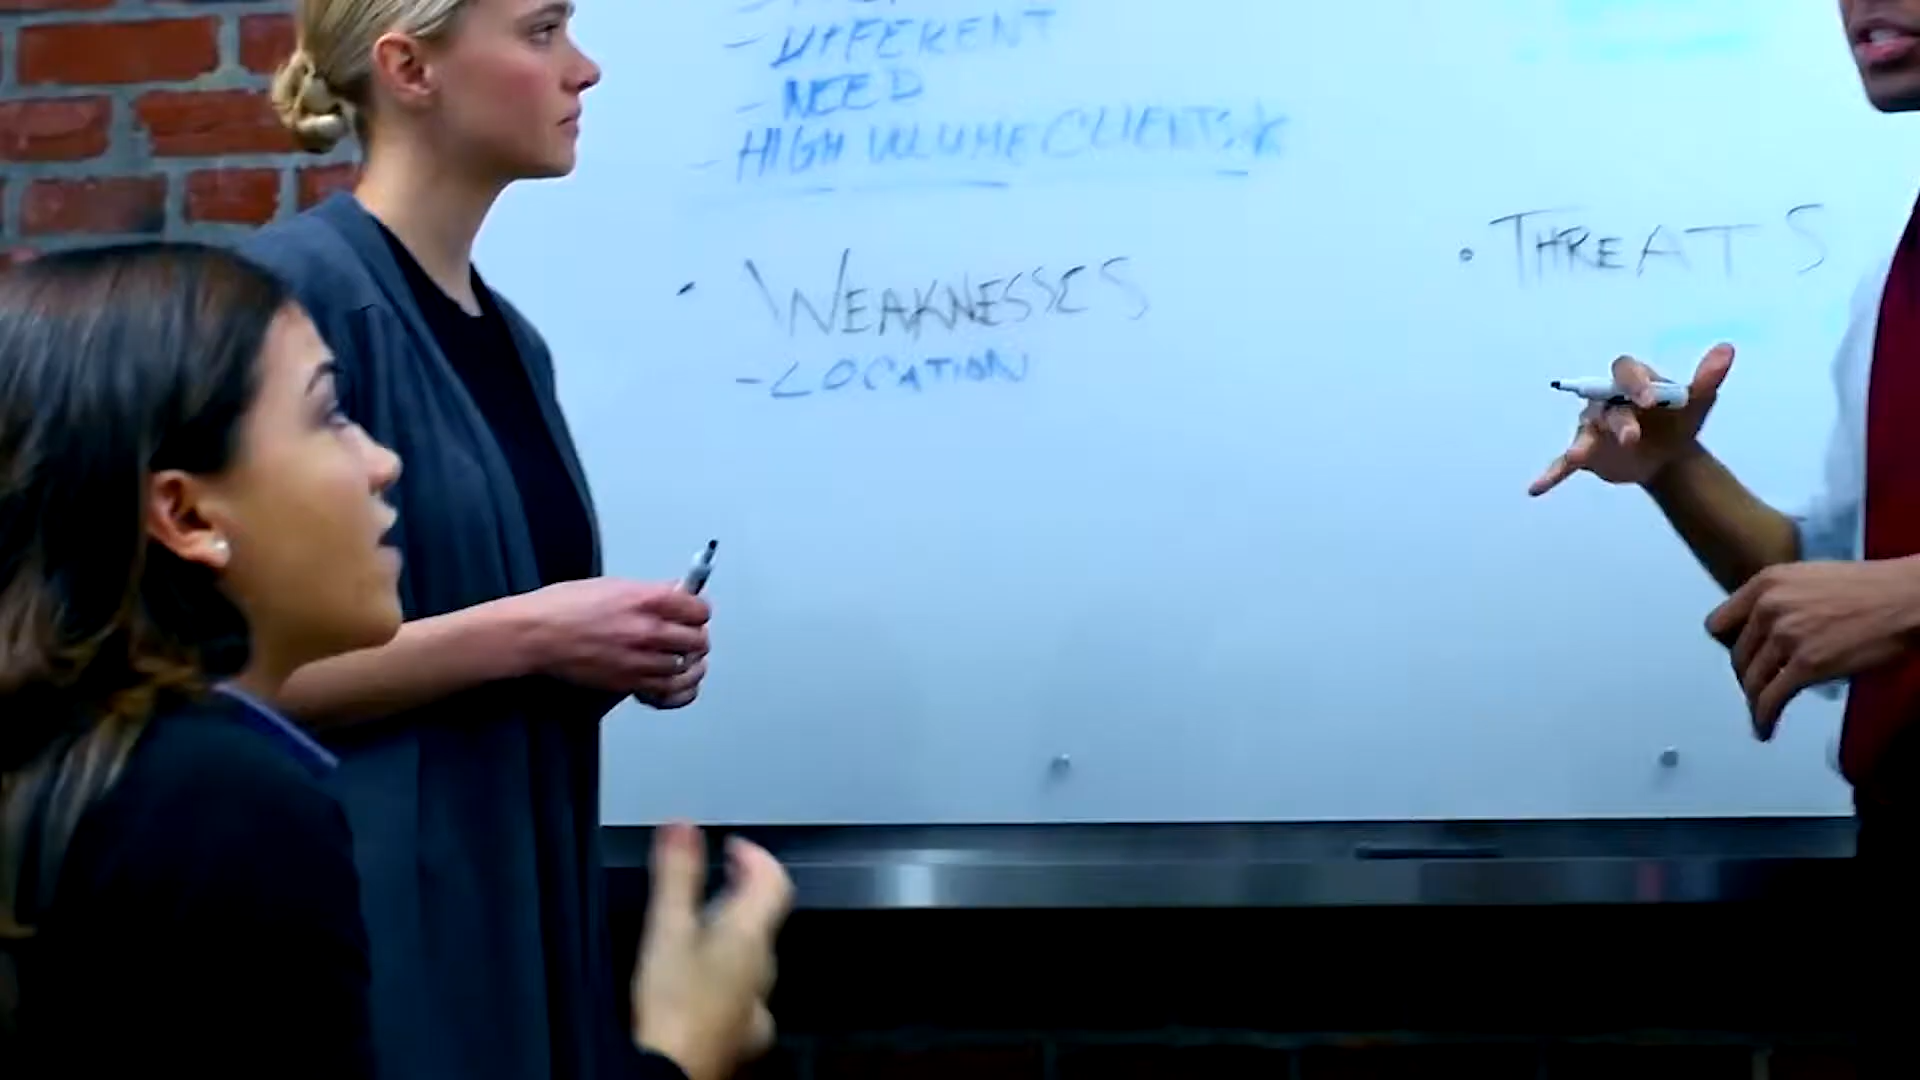 - DIFFERENT
- NEED
- HIGH VOLUME CLIENTS *
• WEAKNESSES
- LOCATION
• THREATS